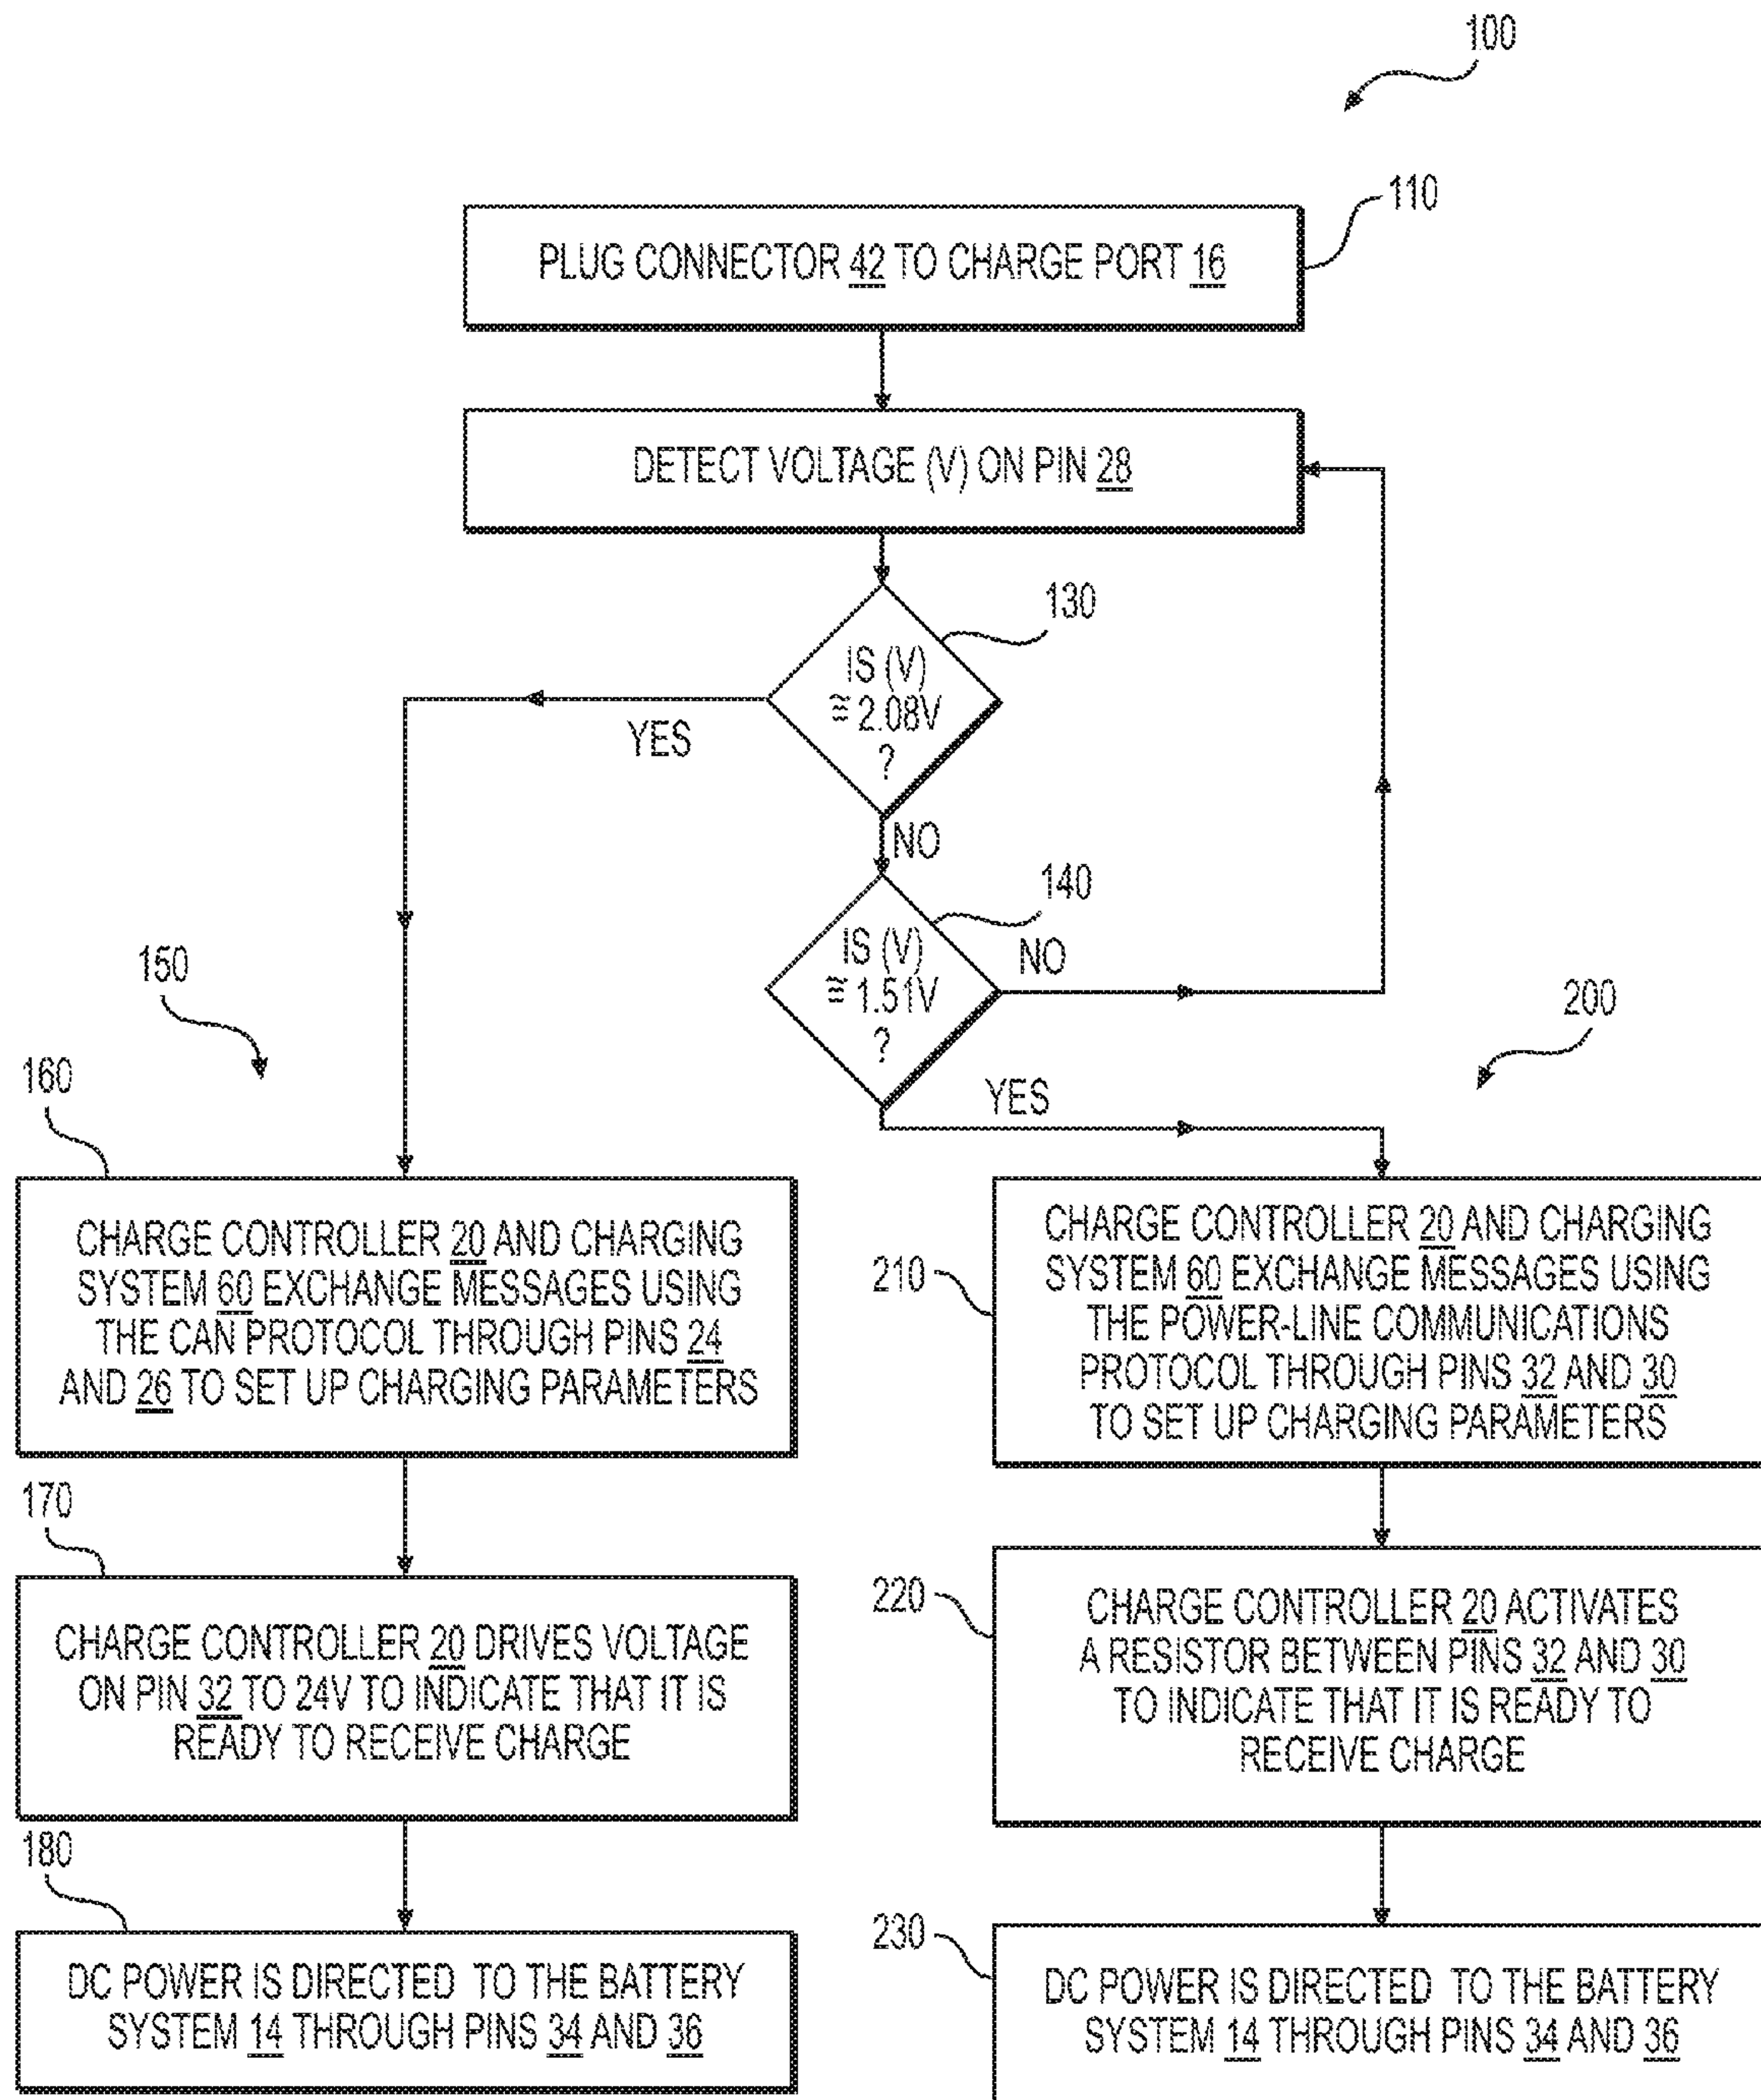 100
110
PLUG CONNECTOR 42 TO CHARGE PORT 16
DETECT VOLTAGE (V) ON PIN 28
130
IS (V)
≅ 2.08V
?
YES
NO
140
IS (V)
≅ 1.51V
?
NO
YES
150
200
160
CHARGE CONTROLLER 20 AND CHARGING
SYSTEM 60 EXCHANGE MESSAGES USING
THE CAN PROTOCOL THROUGH PINS 24
AND 26 TO SET UP CHARGING PARAMETERS
210
CHARGE CONTROLLER 20 AND CHARGING
SYSTEM 60 EXCHANGE MESSAGES USING
THE POWER-LINE COMMUNICATIONS
PROTOCOL THROUGH PINS 32 AND 30
TO SET UP CHARGING PARAMETERS
170
CHARGE CONTROLLER 20 DRIVES VOLTAGE
ON PIN 32 TO 24V TO INDICATE THAT IT IS
READY TO RECEIVE CHARGE
220
CHARGE CONTROLLER 20 ACTIVATES
A RESISTOR BETWEEN PINS 32 AND 30
TO INDICATE THAT IT IS READY TO
RECEIVE CHARGE
180
DC POWER IS DIRECTED TO THE BATTERY
SYSTEM 14 THROUGH PINS 34 AND 36
230
DC POWER IS DIRECTED TO THE BATTERY
SYSTEM 14 THROUGH PINS 34 AND 36